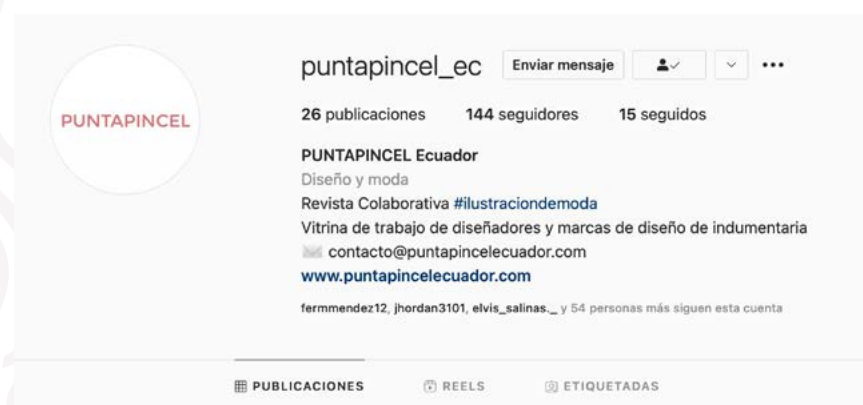 PUNTAPINCEL
puntapincel_ec Enviar mensaje
26 publicaciones 144 seguidores 15 seguidos
PUNTAPINCEL Ecuador
Diseño y moda
Revista Colaborativa #ilustraciondemoda
Vitrina de trabajo de diseñadores y marcas de diseño de indumentaria
contacto@puntapincelecuador.com
www.puntapincelecuador.com
fermmendez12, jhordan3101, elvis_salinas._ y 54 personas más siguen esta cuenta
PUBLICACIONES REELS ETIQUETADAS